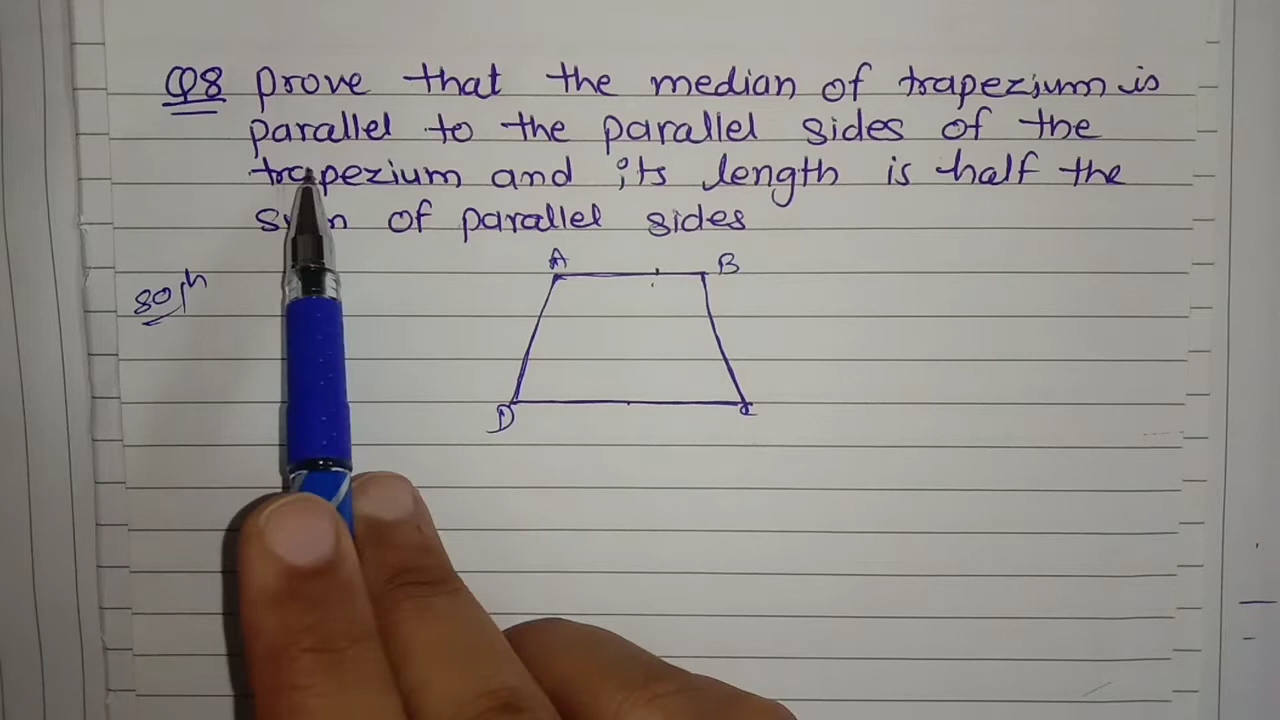 Q8 prove that the median of trapezium is
parallel to the parallel sides of the
trapezium and its length is half the
of parallel sides
A B
Soln
D C